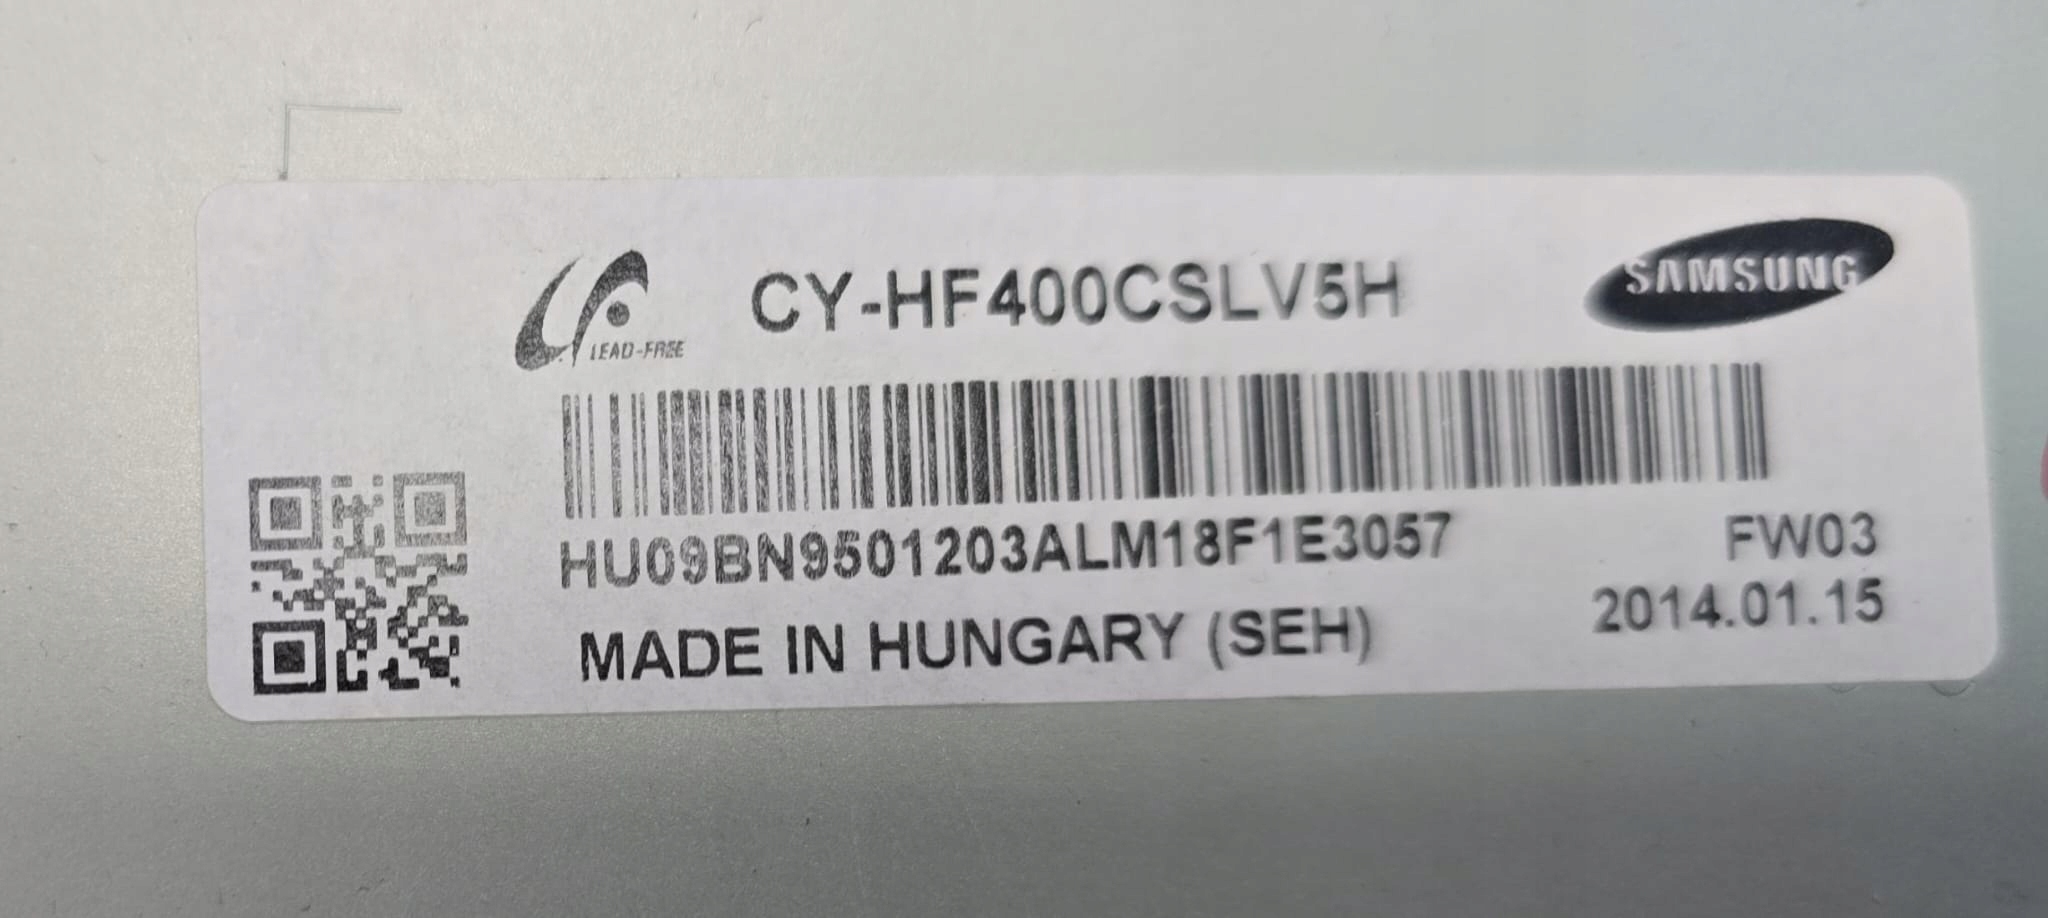 CY-HF400CSLV5H
SAMSUNG
LEAD-FREE
HU09BN9501203ALM18F1E3057
FW03
MADE IN HUNGARY (SEH)
2014.01.15